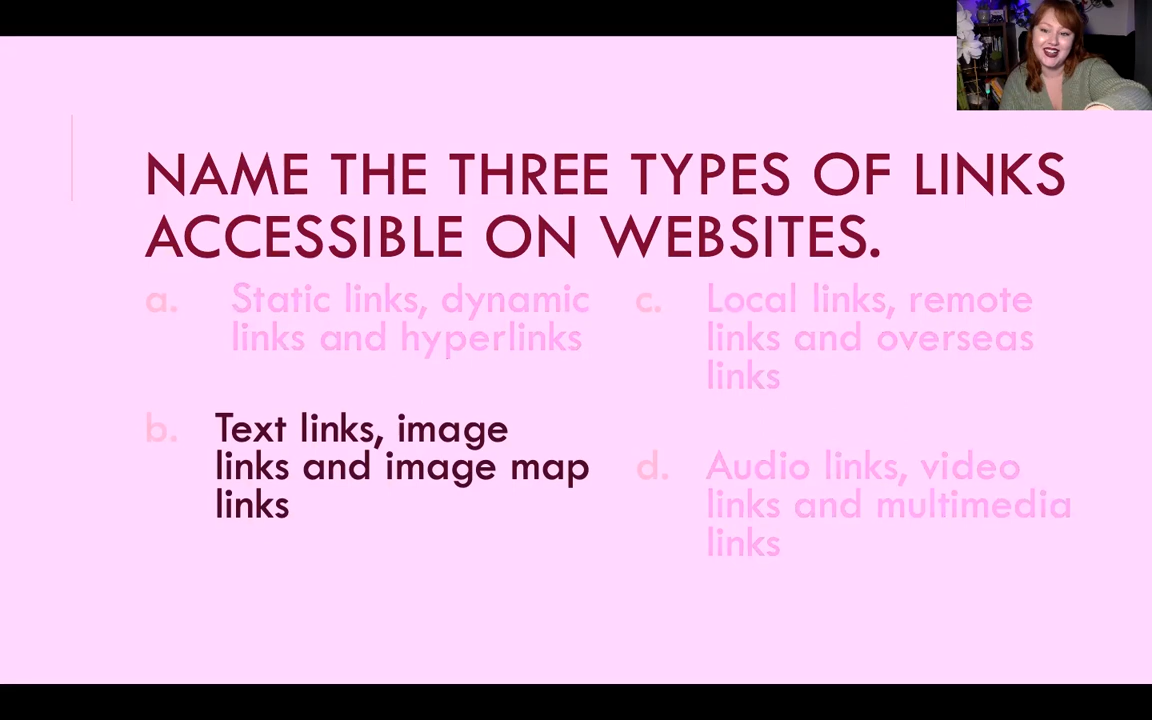 NAME THE THREE TYPES OF LINKS
ACCESSIBLE ON WEBSITES.
a. Static links, dynamic
links and hyperlinks
b. Text links, image
links and image map
links
c. Local links, remote
links and overseas
links
d. Audio links, video
links and multimedia
links